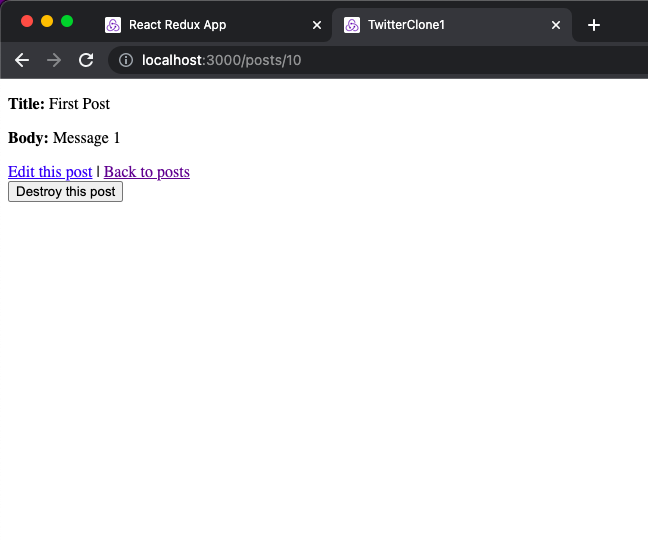 React Redux App
TwitterClone1
localhost:3000/posts/10
Title: First Post
Body: Message 1
Edit this post | Back to posts
Destroy this post